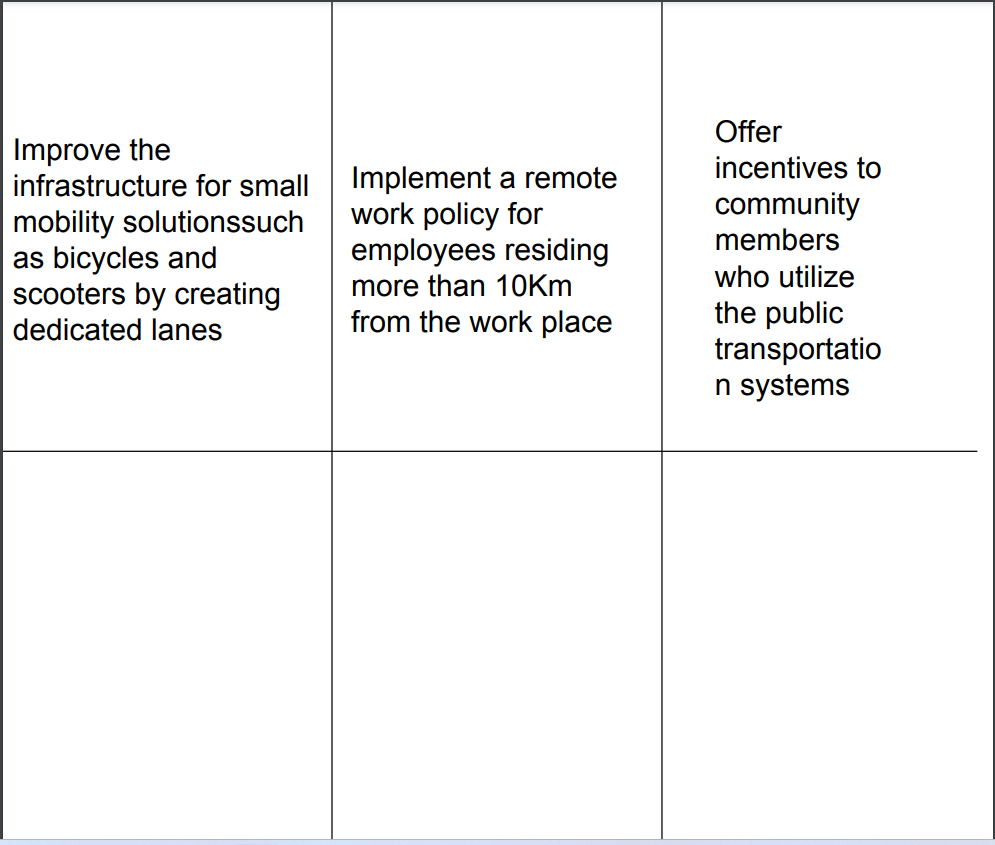 Improve the
infrastructure for small
mobility solutionssuch
as bicycles and
scooters by creating
dedicated lanes
Implement a remote
work policy for
employees residing
more than 10Km
from the work place
Offer
incentives to
community
members
who utilize
the public
transportatio
n systems